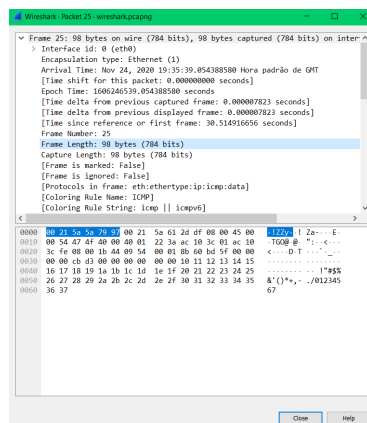 Wireshark · Packet 25 · wireshark.pcapng
Frame 25: 98 bytes on wire (784 bits), 98 bytes captured (784 bits) on inter
Interface id: 0 (eth0)
Encapsulation type: Ethernet (1)
Arrival Time: Nov 24, 2020 19:35:39.054388580 Hora padrão de GMT
[Time shift for this packet: 0.000000000 seconds]
Epoch Time: 1606246539.054388580 seconds
[Time delta from previous captured frame: 0.000007823 seconds]
[Time delta from previous displayed frame: 0.000007823 seconds]
[Time since reference or first frame: 30.514916656 seconds]
Frame Number: 25
Frame Length: 98 bytes (784 bits)
Capture Length: 98 bytes (784 bits)
[Frame is marked: False]
[Frame is ignored: False]
[Protocols in frame: eth:ethertype:ip:icmp:data]
[Coloring Rule Name: ICMP]
[Coloring Rule String: icmp || icmpv6]
0000 00 21 5a 5a 79 97 00 21 5a 61 2d df 08 00 45 00 ·!ZZy··! Za-···E·
0010 00 54 47 4f 40 00 40 01 22 3a ac 10 3c 01 ac 10 ·TGO@·@· ":··<···
0020 3c fe 08 00 1b 44 09 54 00 01 8b 60 bd 5f 00 00 <····D·T ···`·_··
0030 00 00 cb d3 00 00 00 00 00 00 10 11 12 13 14 15 ········ ········
0040 16 17 18 19 1a 1b 1c 1d 1e 1f 20 21 22 23 24 25 ········ ·· !"#$%
0050 26 27 28 29 2a 2b 2c 2d 2e 2f 30 31 32 33 34 35 &'()*+,- ./012345
0060 36 37 67
Close Help